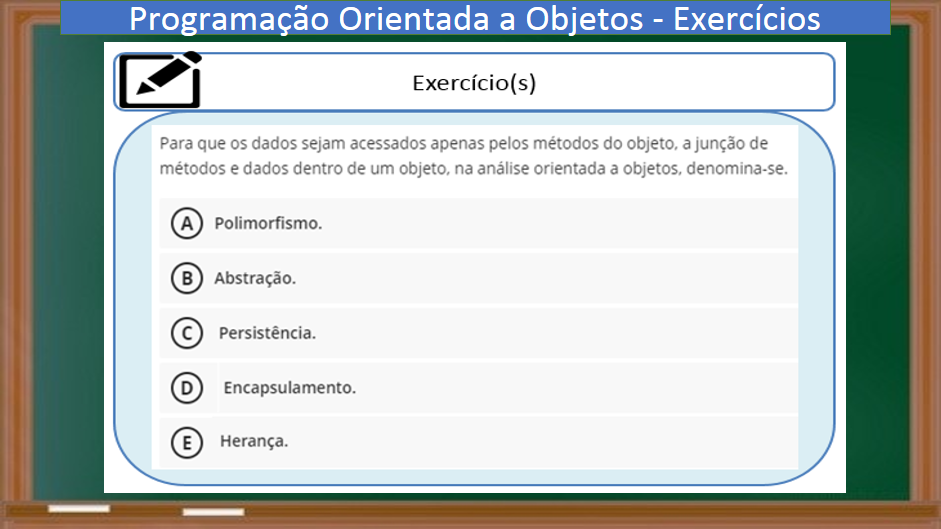 Programação Orientada a Objetos - Exercícios
Exercício(s)
Para que os dados sejam acessados apenas pelos métodos do objeto, a junção de
métodos e dados dentro de um objeto, na análise orientada a objetos, denomina-se.
A Polimorfismo.
B Abstração.
C Persistência.
D Encapsulamento.
E Herança.